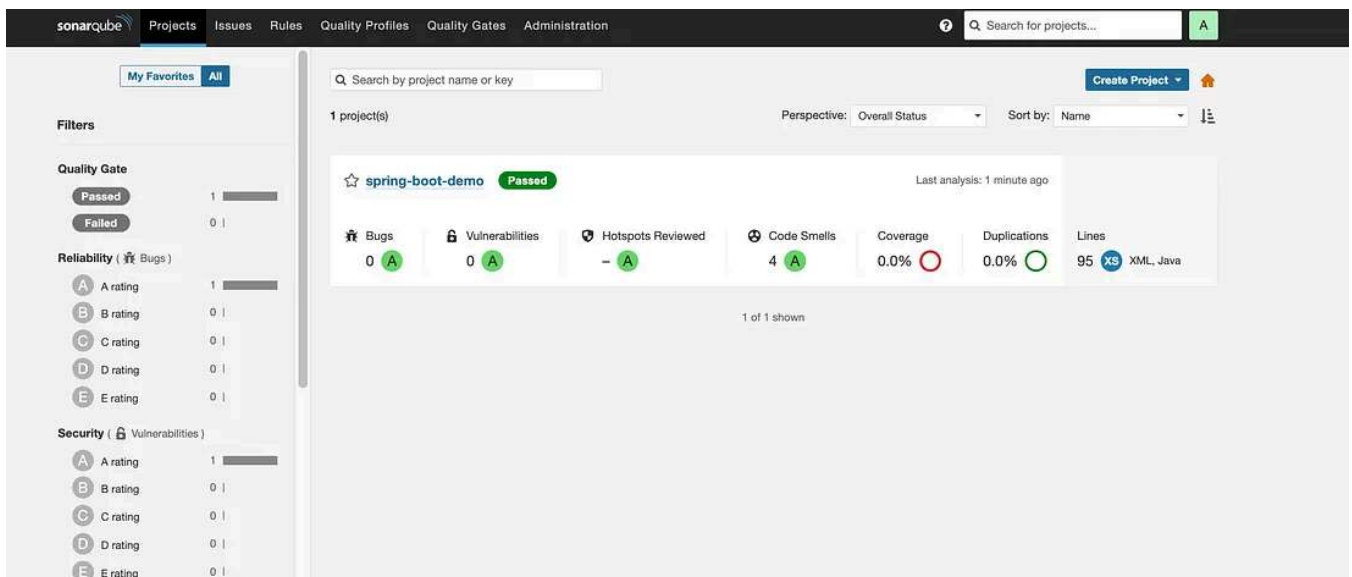 sonarqube Projects Issues Rules Quality Profiles Quality Gates Administration Search for projects... A
My Favorites All
Search by project name or key
Create Project
1 project(s)
Perspective: Overall Status
Sort by: Name
Filters
Quality Gate
Passed 1
Failed 0
Reliability ( Bugs )
A A rating 1
B B rating 0
C C rating 0
D D rating 0
E E rating 0
Security ( Vulnerabilities )
A A rating 1
B B rating 0
C C rating 0
D D rating 0
E E rating 0
spring-boot-demo Passed
Last analysis: 1 minute ago
Bugs Vulnerabilities Hotspots Reviewed Code Smells Coverage Duplications Lines
0 A 0 A – A 4 A 0.0% 0.0% 95 XS XML, Java
1 of 1 shown